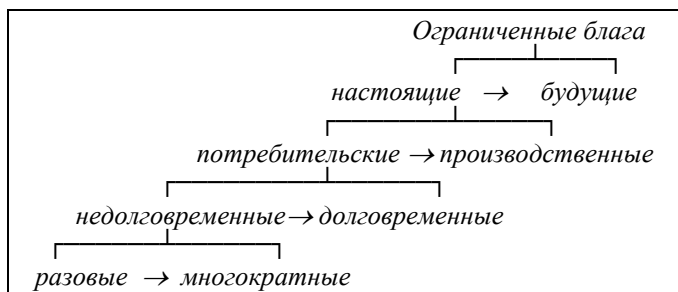 Ограниченные блага
настоящие → будущие
потребительские → производственные
недолговременные → долговременные
разовые → многократные